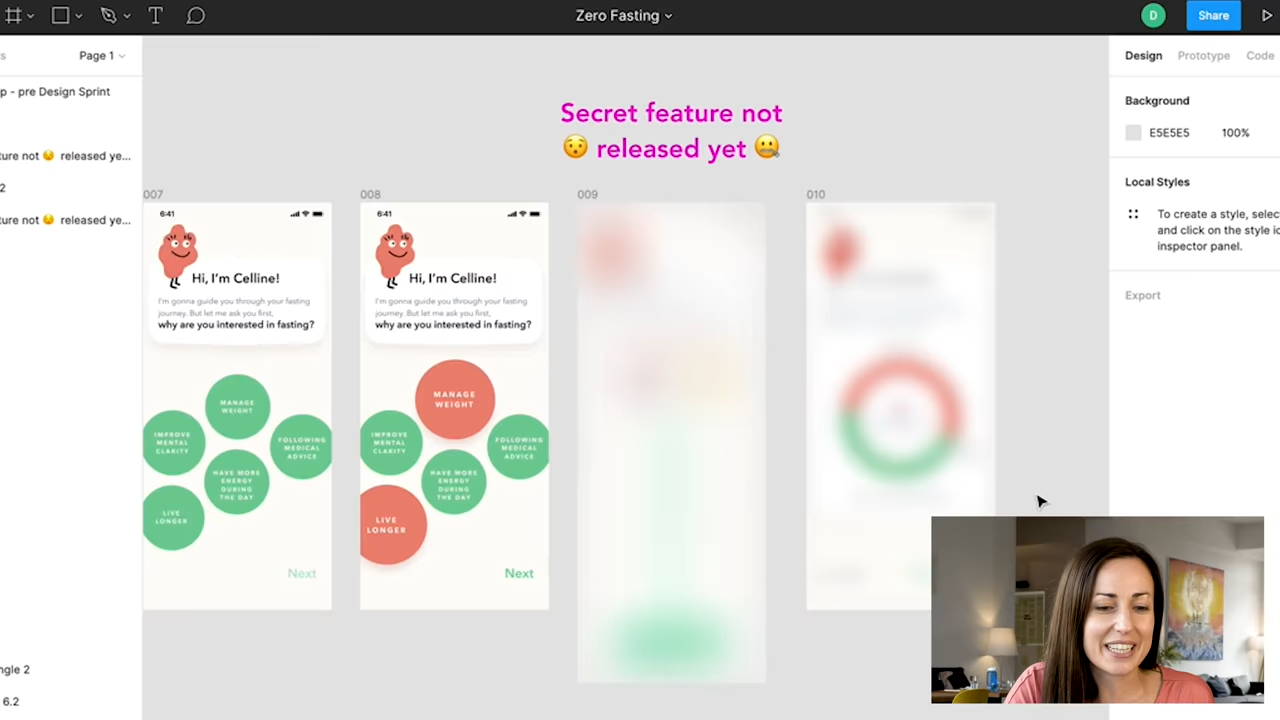 Zero Fasting
D
Share
s
Page 1
Design
Prototype
Code
p - pre Design Sprint
Background
E5E5E5
100%
ture not 😯 released ye...
2
ture not 😯 released ye...
Local Styles
To create a style, selec
and click on the style ic
inspector panel.
Export
Secret feature not
😯 released yet 🤐
007
008
009
010
6:41
Hi, I'm Celline!
I'm gonna guide you through your fasting
journey. But let me ask you first,
why are you interested in fasting?
MANAGE
WEIGHT
IMPROVE
MENTAL
CLARITY
FOLLOWING
MEDICAL
ADVICE
HAVE MORE
ENERGY
DURING
THE DAY
LIVE
LONGER
Next
6:41
Hi, I'm Celline!
I'm gonna guide you through your fasting
journey. But let me ask you first,
why are you interested in fasting?
MANAGE
WEIGHT
IMPROVE
MENTAL
CLARITY
FOLLOWING
MEDICAL
ADVICE
HAVE MORE
ENERGY
DURING
THE DAY
LIVE
LONGER
Next
ngle 2
6.2